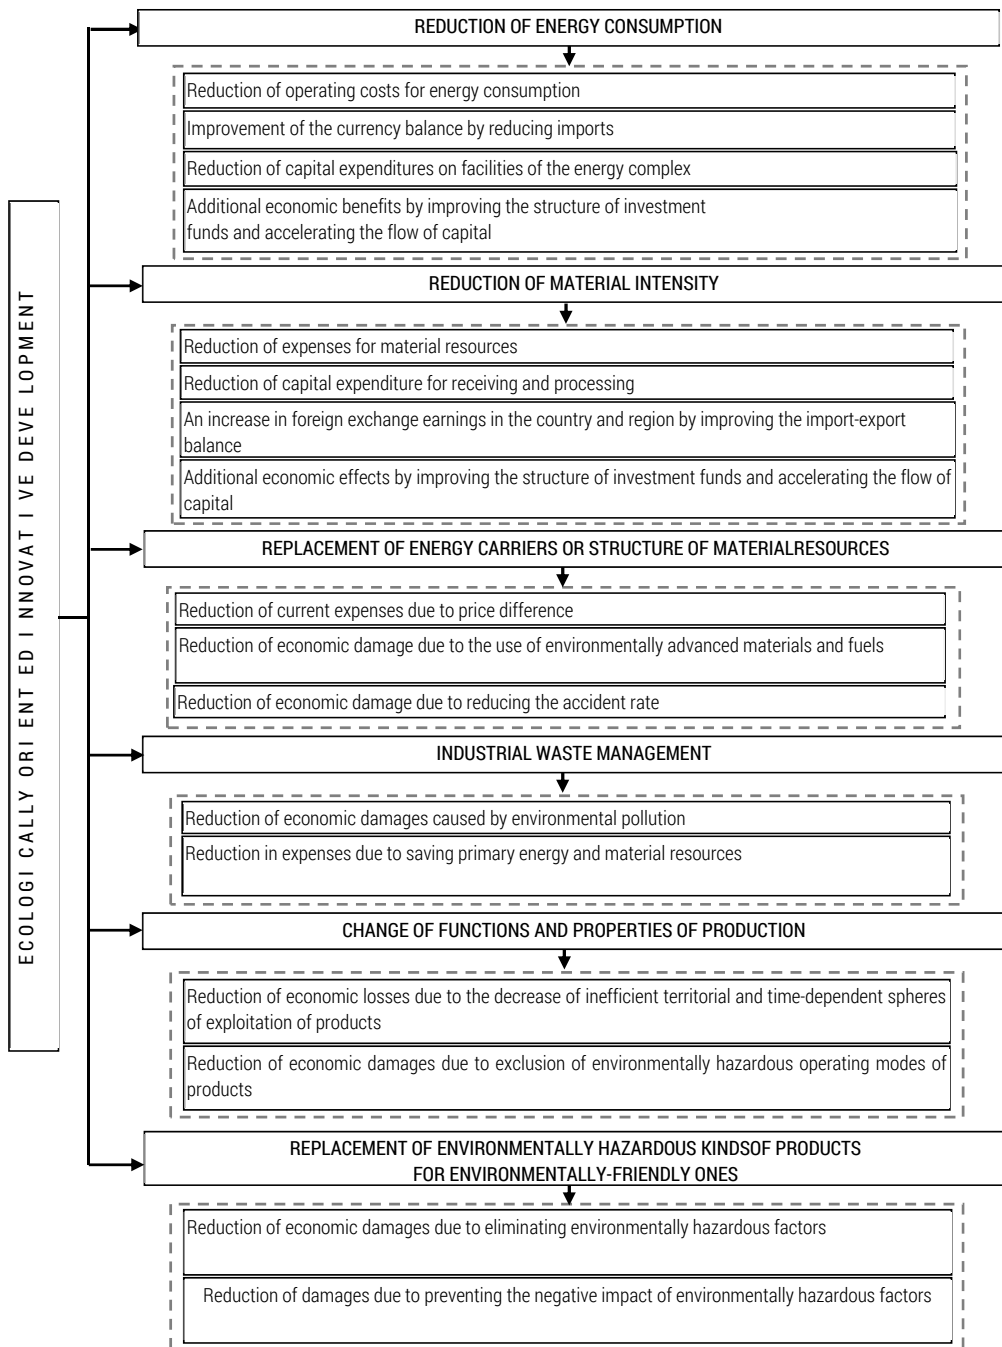 ECOLOGICALLY ORIENTED INNOVATIVE DEVELOPMENT
REDUCTION OF ENERGY CONSUMPTION
Reduction of operating costs for energy consumption
Improvement of the currency balance by reducing imports
Reduction of capital expenditures on facilities of the energy complex
Additional economic benefits by improving the structure of investment
funds and accelerating the flow of capital
REDUCTION OF MATERIAL INTENSITY
Reduction of expenses for material resources
Reduction of capital expenditure for receiving and processing
An increase in foreign exchange earnings in the country and region by improving the import-export
balance
Additional economic effects by improving the structure of investment funds and accelerating the flow of
capital
REPLACEMENT OF ENERGY CARRIERS OR STRUCTURE OF MATERIALRESOURCES
Reduction of current expenses due to price difference
Reduction of economic damage due to the use of environmentally advanced materials and fuels
Reduction of economic damage due to reducing the accident rate
INDUSTRIAL WASTE MANAGEMENT
Reduction of economic damages caused by environmental pollution
Reduction in expenses due to saving primary energy and material resources
CHANGE OF FUNCTIONS AND PROPERTIES OF PRODUCTION
Reduction of economic losses due to the decrease of inefficient territorial and time-dependent spheres
of exploitation of products
Reduction of economic damages due to exclusion of environmentally hazardous operating modes of
products
REPLACEMENT OF ENVIRONMENTALLY HAZARDOUS KINDSOF PRODUCTS
FOR ENVIRONMENTALLY-FRIENDLY ONES
Reduction of economic damages due to eliminating environmentally hazardous factors
Reduction of damages due to preventing the negative impact of environmentally hazardous factors